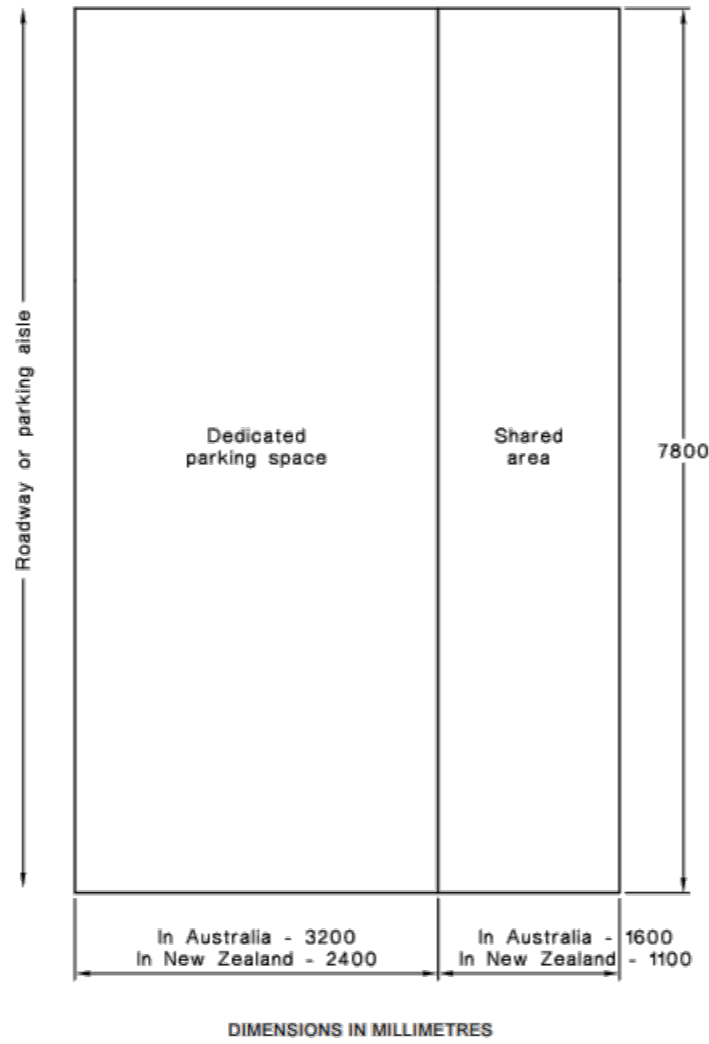 Roadway or parking aisle
Dedicated
parking space
Shared
area
7800
In Australia - 3200
In New Zealand - 2400
In Australia - 1600
In New Zealand - 1100
DIMENSIONS IN MILLIMETRES